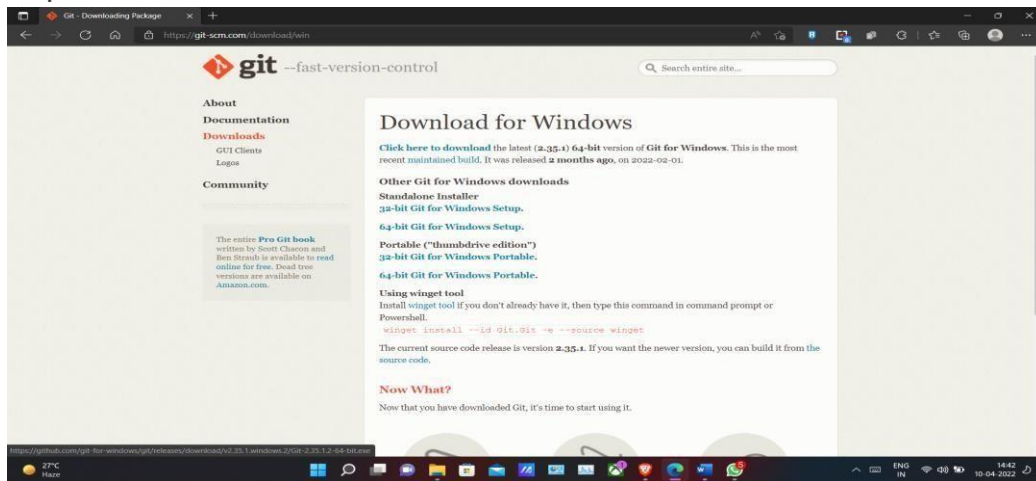 Git - Downloading Package
https://git-scm.com/download/win
git --fast-version-control
Search entire site...
About
Documentation
Downloads
GUI Clients
Logos
Community
The entire Pro Git book
written by Scott Chacon and
Ben Straub is available to read
online for free. Dead tree
versions are available on
Amazon.com.
Download for Windows
Click here to download the latest (2.35.1) 64-bit version of Git for Windows. This is the most
recent maintained build. It was released 2 months ago, on 2022-02-01.
Other Git for Windows downloads
Standalone Installer
32-bit Git for Windows Setup.
64-bit Git for Windows Setup.
Portable ("thumbdrive edition")
32-bit Git for Windows Portable.
64-bit Git for Windows Portable.
Using winget tool
Install winget tool if you don't already have it, then type this command in command prompt or
Powershell.
winget install --id Git.Git -e --source winget
The current source code release is version 2.35.1. If you want the newer version, you can build it from the
source code.
Now What?
Now that you have downloaded Git, it's time to start using it.
https://github.com/git-for-windows/git/releases/download/v2.35.1.windows.2/Git-2.35.1.2-64-bit.exe
27°C
Haze
ENG
IN
14:42
10-04-2022